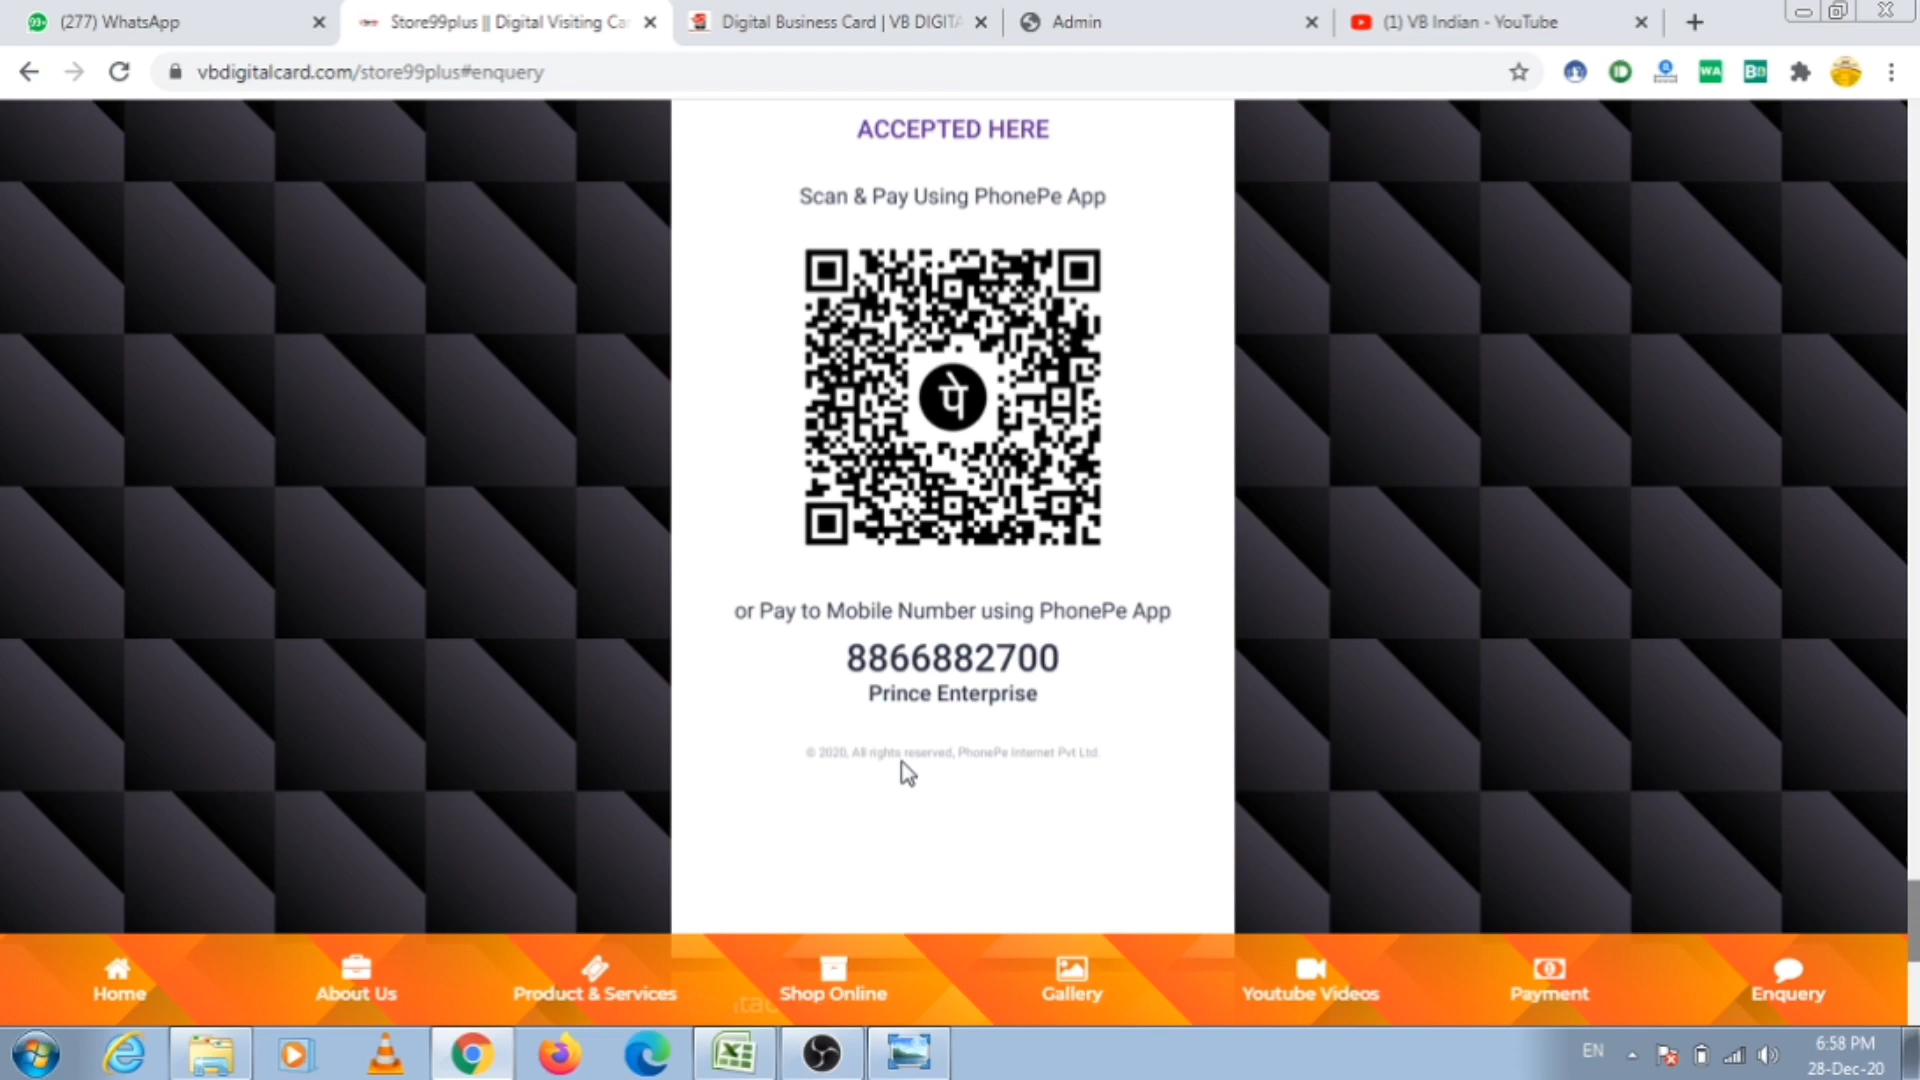 (277) WhatsApp
Store99plus || Digital Visiting Ca
Digital Business Card | VB DIGITA
Admin
(1) VB Indian - YouTube
vbdigitalcard.com/store99plus#enquery
WA
ACCEPTED HERE
Scan & Pay Using PhonePe App
पे
or Pay to Mobile Number using PhonePe App
8866882700
Prince Enterprise
© 2020, All rights reserved, PhonePe Internet Pvt Ltd.
Home
About Us
Product & Services
Shop Online
Gallery
Youtube Videos
Payment
Enquery
EN
6:58 PM
28-Dec-20